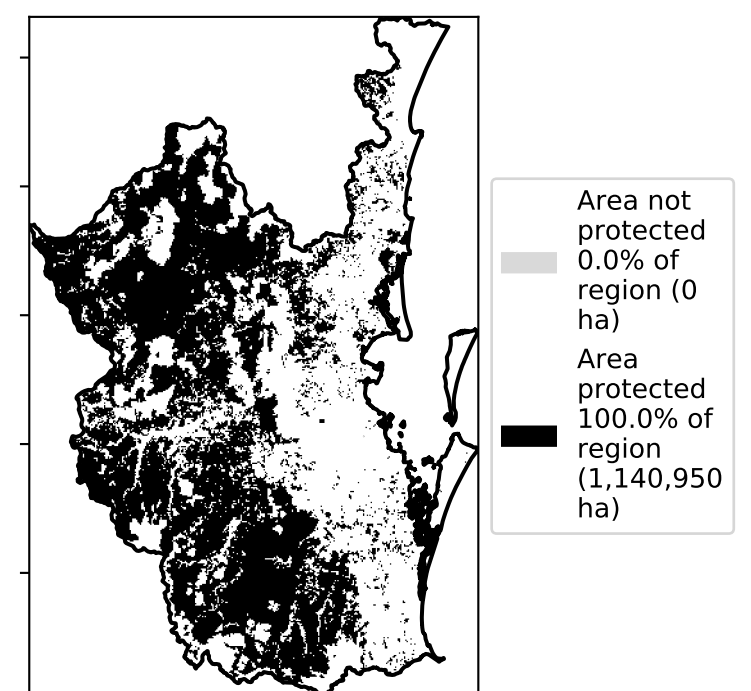 Area not
protected
0.0% of
region (0
ha)
Area
protected
100.0% of
region
(1,140,950
ha)